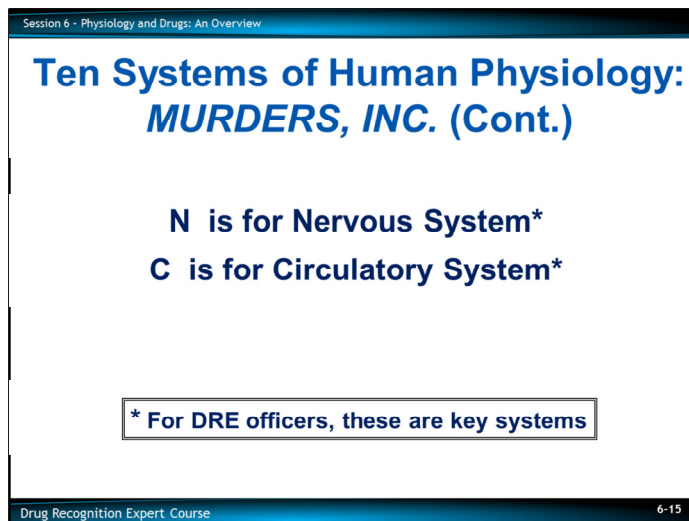 Session 6 - Physiology and Drugs: An Overview
Ten Systems of Human Physiology:
MURDERS, INC. (Cont.)
N is for Nervous System*
C is for Circulatory System*
* For DRE officers, these are key systems
Drug Recognition Expert Course
6-15